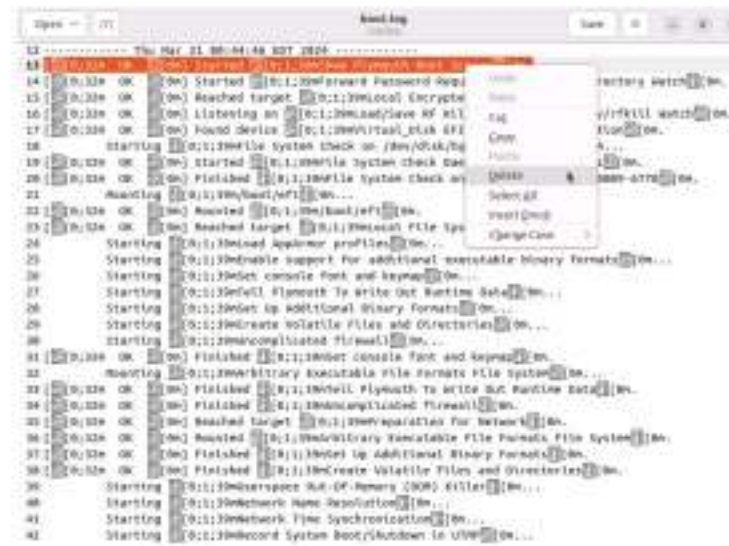 Open
boot.log
Save
12 ------------ Thu Mar 21 00:44:46 EDT 2024 ------------
13 [[0;32m OK [0m] Started [0;1;39m Plymouth Boot
14 [[0;32m OK [0m] Started [0;1;39mForward Password Directory Watch[0m.
15 [[0;32m OK [0m] Reached target [0;1;39mLocal
16 [[0;32m OK [0m] Listening on [0;1;39mLoad/Save RF /rfkill Watch[0m.
17 [[0;32m OK [0m] Found device [0;1;39mVirtual_Disk EFI
18 Starting [0;1;39mFile System Check on
19 [[0;32m OK [0m] Started [0;1;39mFile System Check
20 [[0;32m OK [0m] Finished [0;1;39mFile System Check on
21 Mounting [0;1;39m/boot/efi[0m...
22 [[0;32m OK [0m] Mounted [0;1;39m/boot/efi[0m.
23 [[0;32m OK [0m] Reached target [0;1;39mLocal File
24 Starting [0;1;39mLoad AppArmor profiles[0m...
25 Starting [0;1;39mEnable support for additional executable binary formats[0m...
26 Starting [0;1;39mSet console font and keymap[0m...
27 Starting [0;1;39mTell Plymouth To Write Out Runtime Data[0m...
28 Starting [0;1;39mSet Up Additional Binary Formats[0m...
29 Starting [0;1;39mCreate Volatile Files and Directories[0m...
30 Starting [0;1;39mUncomplicated firewall[0m...
31 [[0;32m OK [0m] Finished [0;1;39mSet console font and keymap[0m.
32 Mounting [0;1;39mArbitrary Executable File Formats File System[0m...
33 [[0;32m OK [0m] Finished [0;1;39mTell Plymouth To Write Out Runtime Data[0m.
34 [[0;32m OK [0m] Finished [0;1;39mUncomplicated firewall[0m.
35 [[0;32m OK [0m] Reached target [0;1;39mPreparation for Network[0m.
36 [[0;32m OK [0m] Mounted [0;1;39mArbitrary Executable File Formats File System[0m.
37 [[0;32m OK [0m] Finished [0;1;39mSet Up Additional Binary Formats[0m.
38 [[0;32m OK [0m] Finished [0;1;39mCreate Volatile Files and Directories[0m.
39 Starting [0;1;39mUserspace Out-Of-Memory (OOM) Killer[0m...
40 Starting [0;1;39mNetwork Name Resolution[0m...
41 Starting [0;1;39mNetwork Time Synchronization[0m...
42 Starting [0;1;39mRecord System Boot/Shutdown in UTMP[0m...
Undo
Redo
Cut
Copy
Paste
Delete
Select All
Insert Emoji
Change Case